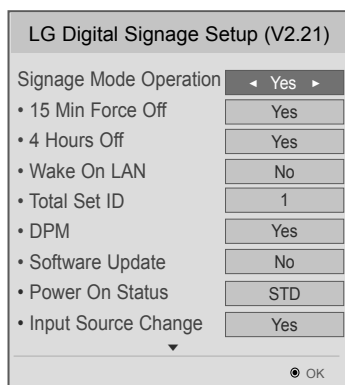 LG Digital Signage Setup (V2.21)
Signage Mode Operation ◄ Yes ►
• 15 Min Force Off Yes
• 4 Hours Off Yes
• Wake On LAN No
• Total Set ID 1
• DPM Yes
• Software Update No
• Power On Status STD
• Input Source Change Yes
▼
◉ OK